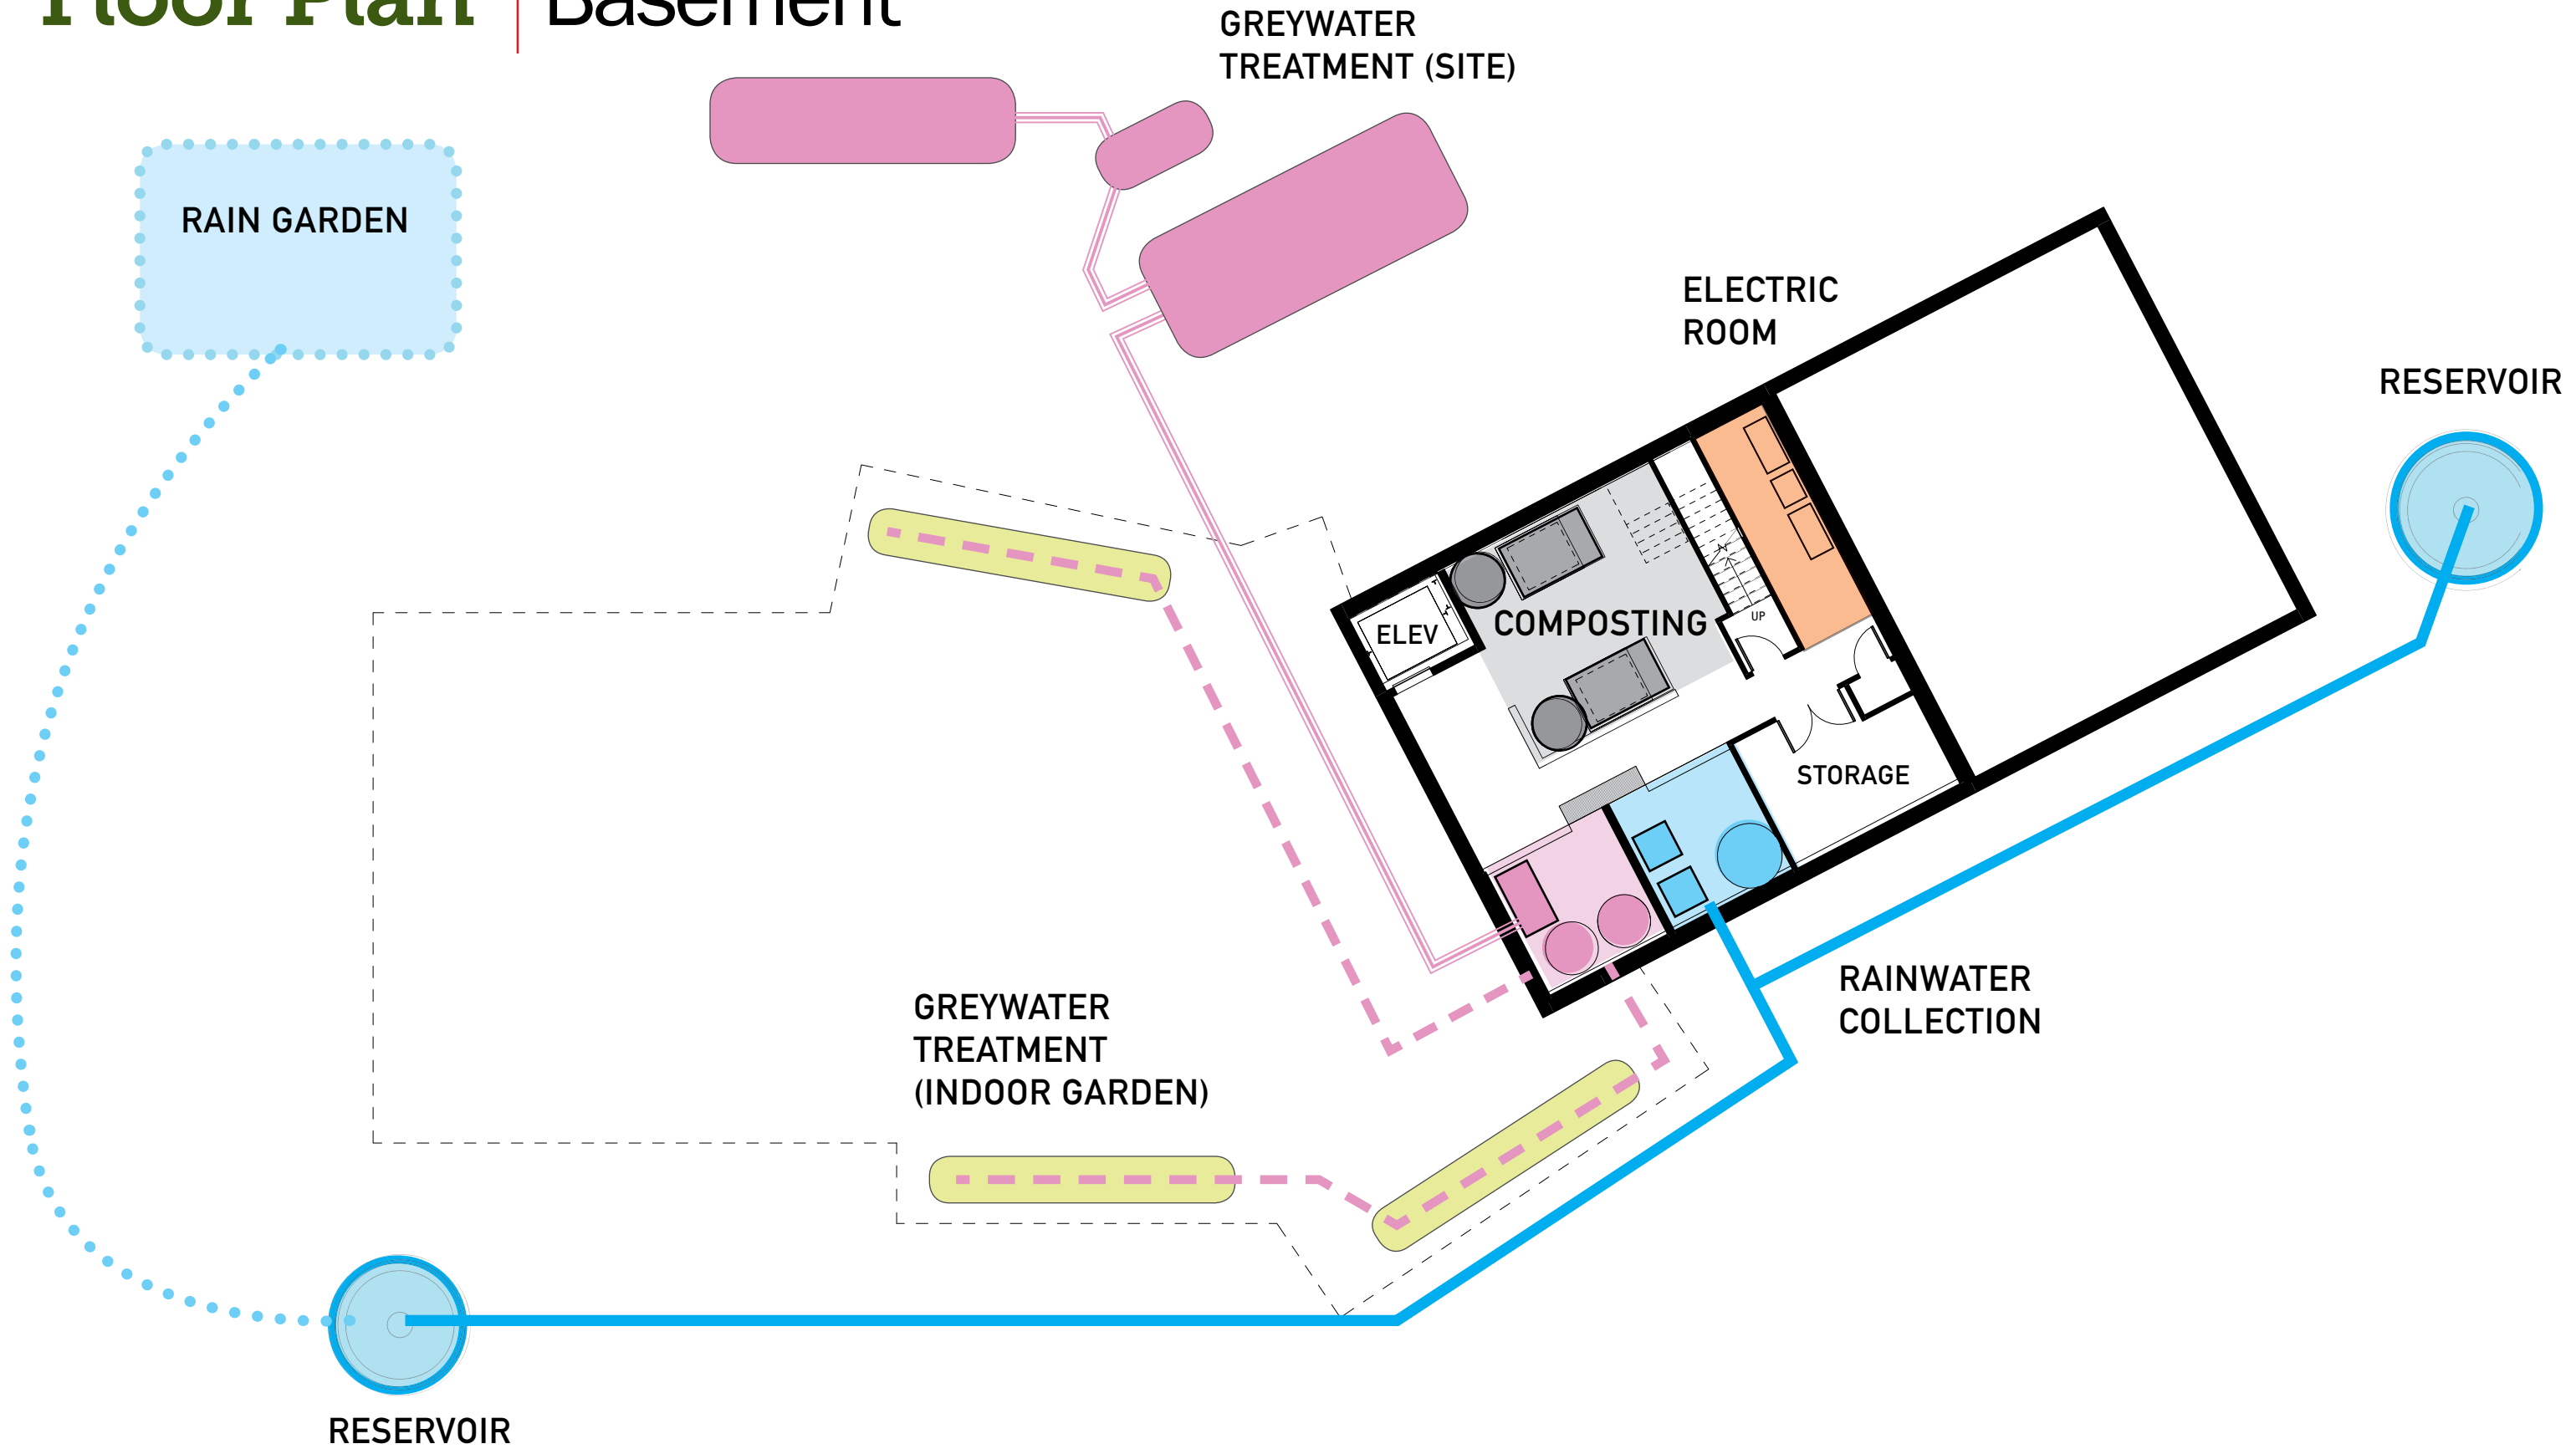 Floor Plan | Basement
GREYWATER
TREATMENT (SITE)
RAIN GARDEN
ELECTRIC
ROOM
RESERVOIR
COMPOSTING
ELEV
UP
STORAGE
RAINWATER
COLLECTION
GREYWATER
TREATMENT
(INDOOR GARDEN)
RESERVOIR